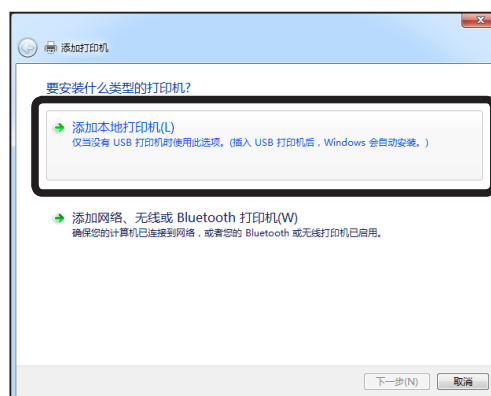 添加打印机
要安装什么类型的打印机?
添加本地打印机(L)
仅当没有 USB 打印机时使用此选项。(插入 USB 打印机后，Windows 会自动安装。)
添加网络、无线或 Bluetooth 打印机(W)
确保您的计算机已连接到网络，或者您的 Bluetooth 或无线打印机已启用。
下一步(N) 取消